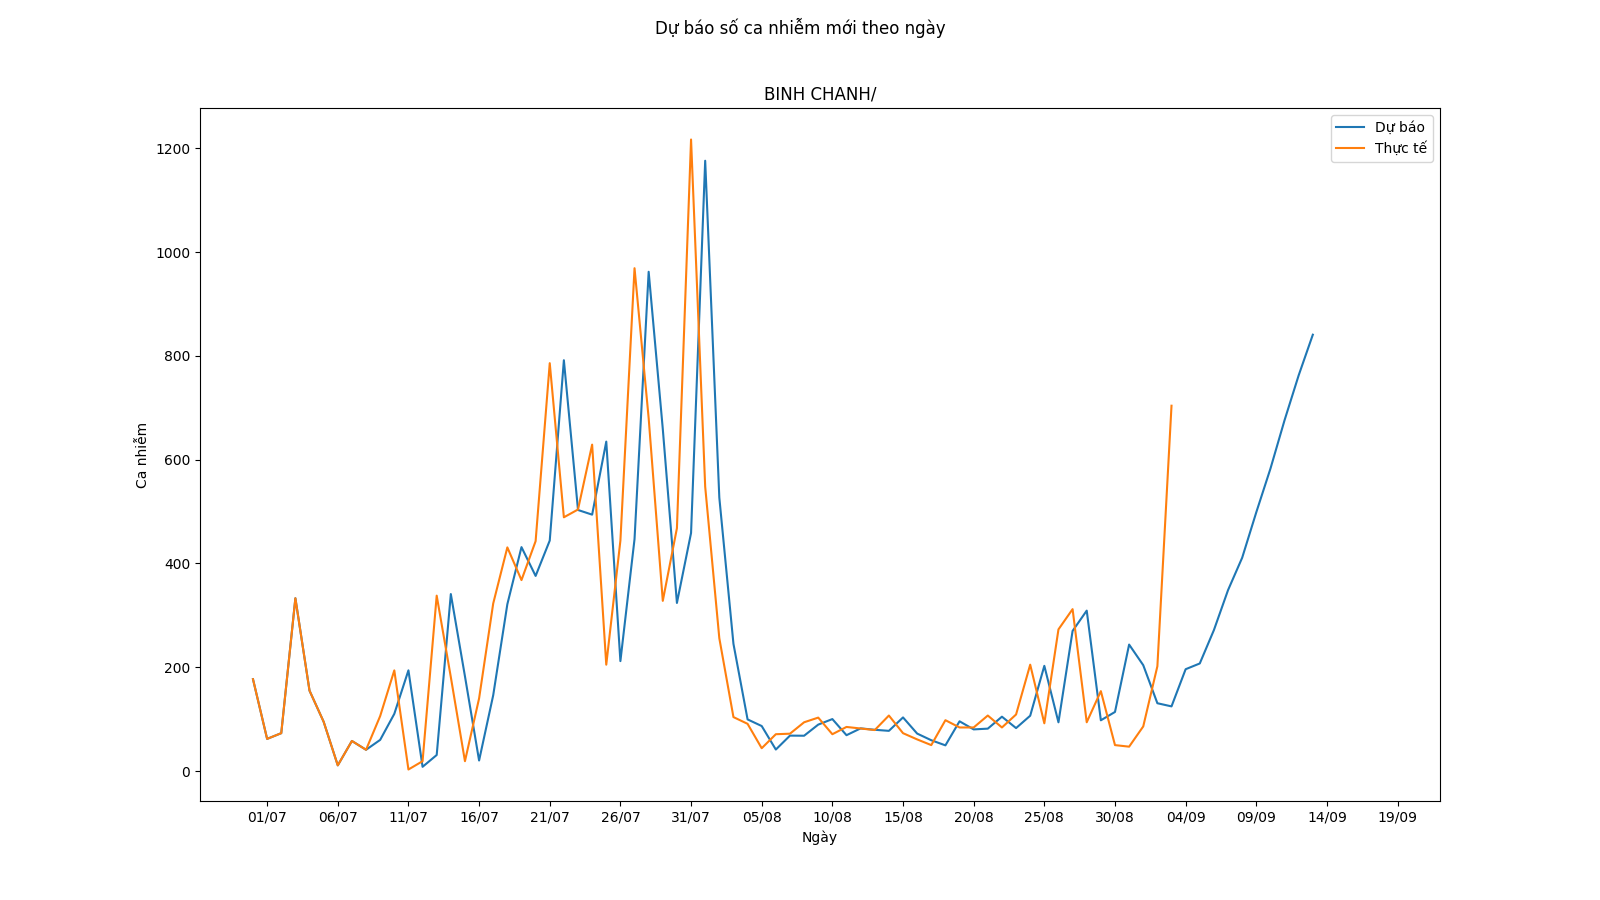 Dự báo số ca nhiễm mới theo ngày
BINH CHANH/
Dự báo
Thực tế
Ca nhiễm
1200
1000
800
600
400
200
0
01/07 06/07 11/07 16/07 21/07 26/07 31/07 05/08 10/08 15/08 20/08 25/08 30/08 04/09 09/09 14/09 19/09
Ngày